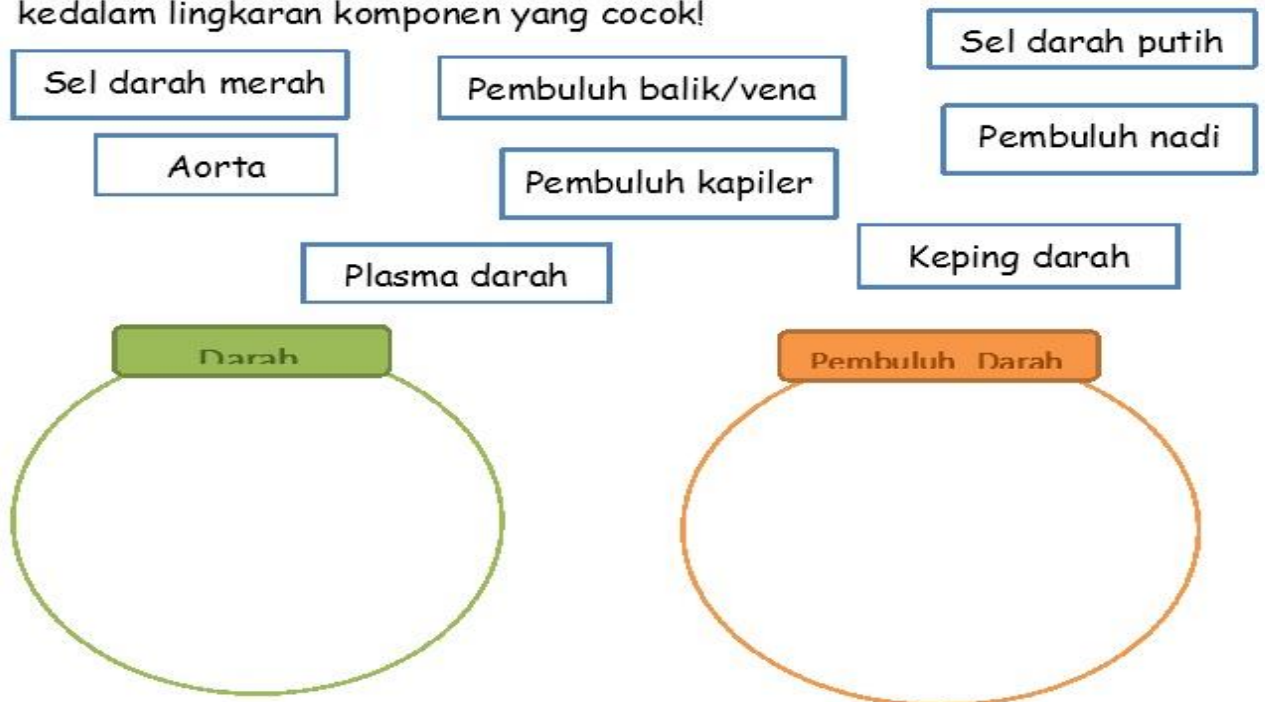 kedalam lingkaran komponen yang cocok!
Sel darah putih
Sel darah merah
Pembuluh balik/vena
Pembuluh nadi
Aorta
Pembuluh kapiler
Keping darah
Plasma darah
Darah
Pembuluh Darah